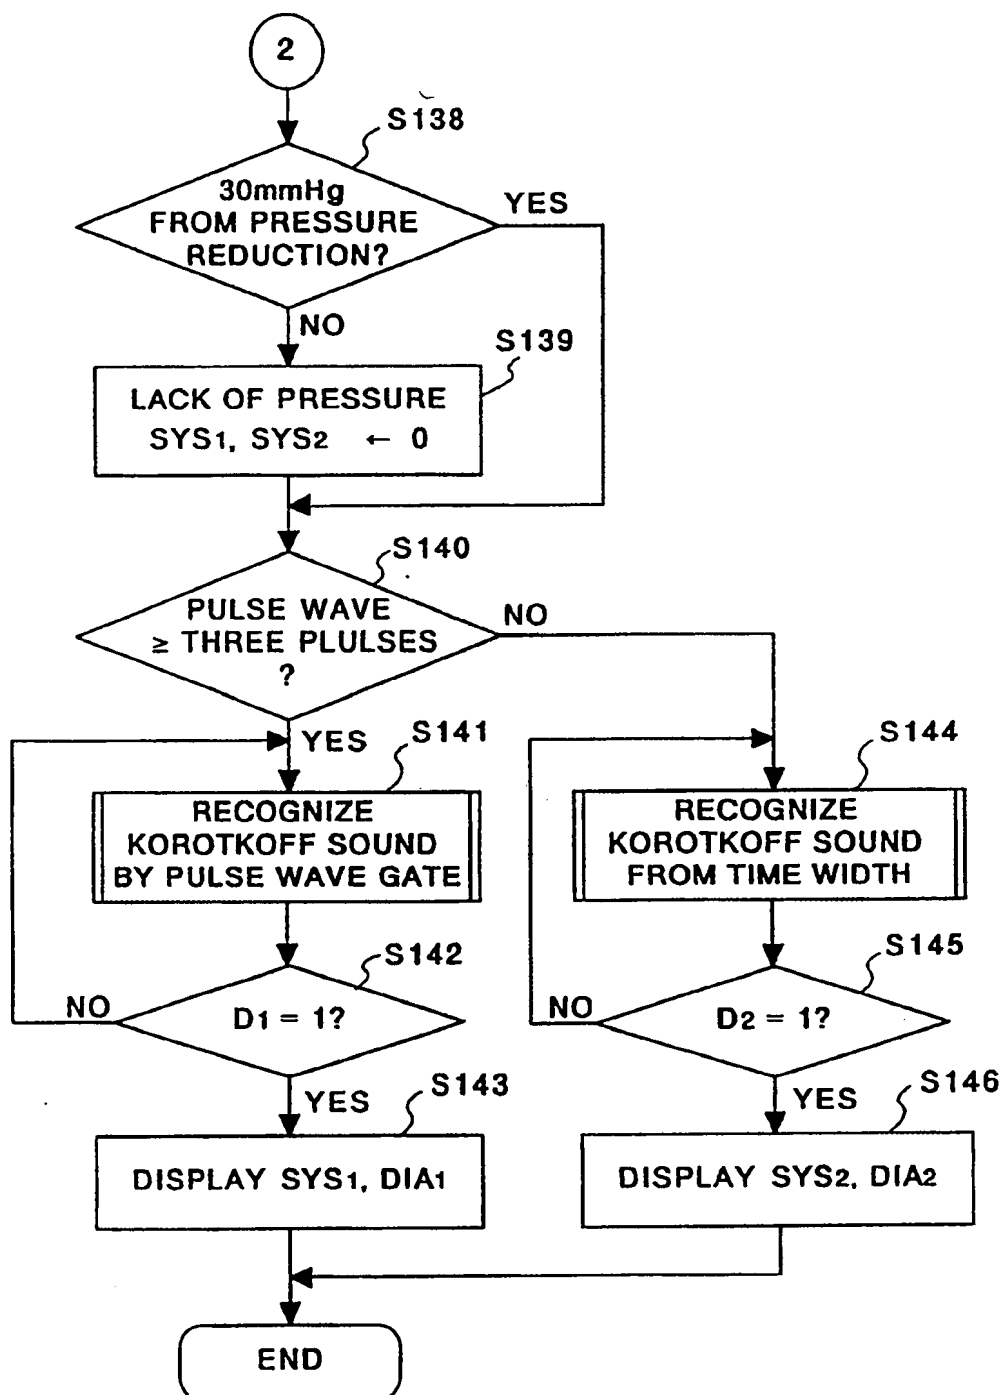 2
S138
30mmHg
FROM PRESSURE
REDUCTION?
YES
NO
S139
LACK OF PRESSURE
SYS1, SYS2 ← 0
S140
PULSE WAVE
≥ THREE PLULSES
?
NO
YES
S141
RECOGNIZE
KOROTKOFF SOUND
BY PULSE WAVE GATE
S144
RECOGNIZE
KOROTKOFF SOUND
FROM TIME WIDTH
S142
NO
D1 = 1?
S145
NO
D2 = 1?
YES
S143
DISPLAY SYS1, DIA1
YES
S146
DISPLAY SYS2, DIA2
END